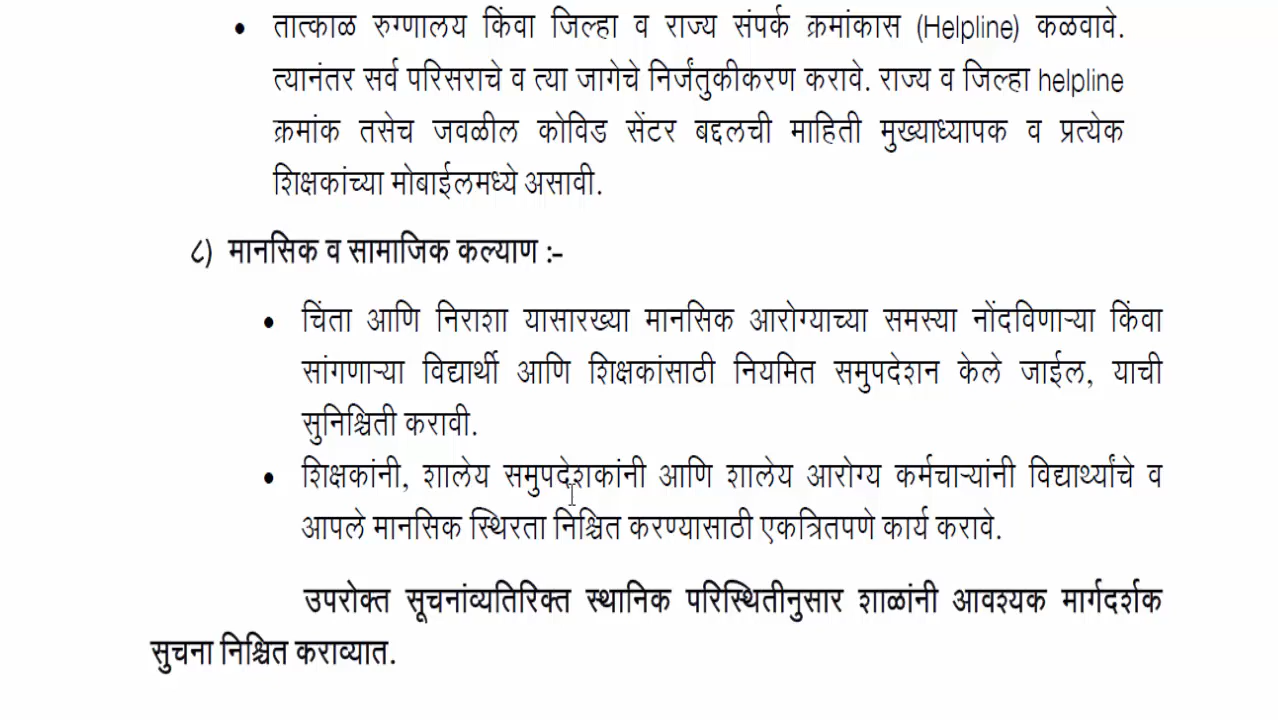 • तात्काळ रुग्णालय किंवा जिल्हा व राज्य संपर्क क्रमांकास (Helpline) कळवावे.
त्यानंतर सर्व परिसराचे व त्या जागेचे निर्जंतुकीकरण करावे. राज्य व जिल्हा helpline
क्रमांक तसेच जवळील कोविड सेंटर बद्दलची माहिती मुख्याध्यापक व प्रत्येक
शिक्षकांच्या मोबाईलमध्ये असावी.
८) मानसिक व सामाजिक कल्याण :-
• चिंता आणि निराशा यासारख्या मानसिक आरोग्याच्या समस्या नोंदविणाऱ्या किंवा
सांगणाऱ्या विद्यार्थी आणि शिक्षकांसाठी नियमित समुपदेशन केले जाईल, याची
सुनिश्चिती करावी.
• शिक्षकांनी, शालेय समुपदेशकांनी आणि शालेय आरोग्य कर्मचाऱ्यांनी विद्यार्थ्यांचे व
आपले मानसिक स्थिरता निश्चित करण्यासाठी एकत्रितपणे कार्य करावे.
उपरोक्त सूचनांव्यतिरिक्त स्थानिक परिस्थितीनुसार शाळांनी आवश्यक मार्गदर्शक
सुचना निश्चित कराव्यात.